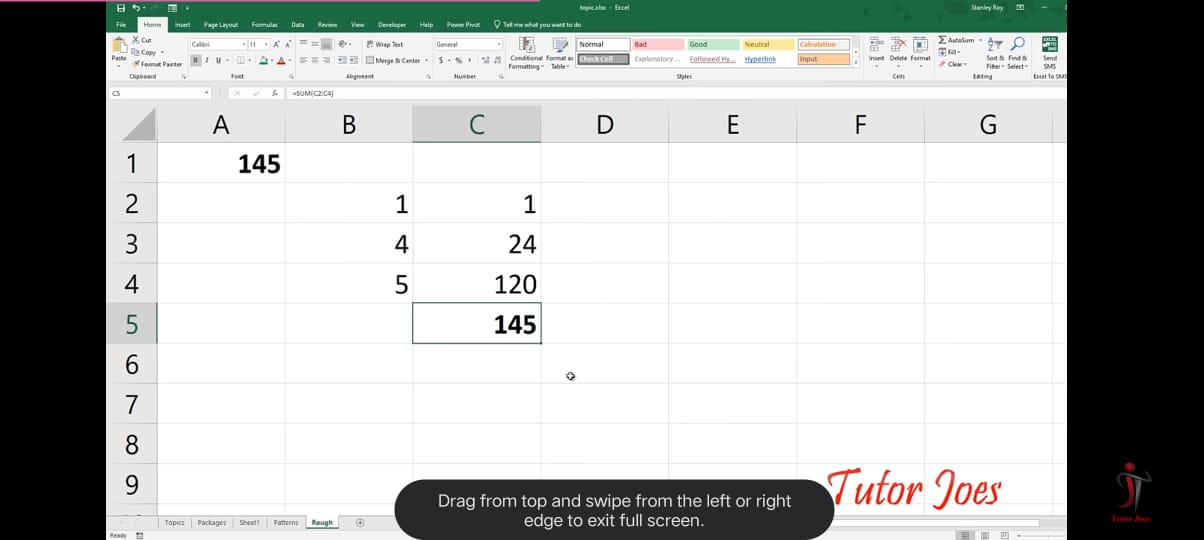 topic.xlsx - Excel
Stanley Roy
File Home Insert Page Layout Formulas Data Review View Developer Help Power Pivot Tell me what you want to do
Cut
Copy
Format Painter
Paste
Clipboard
Calibri 11
B I U
Font
Wrap Text
Merge & Center
Alignment
General
$ % ,
Number
Conditional Formatting
Format as Table
Normal Bad Good Neutral Calculation
Check Cell Explanatory ... Followed Hy... Hyperlink Input
Styles
Insert Delete Format
Cells
AutoSum
Fill
Clear
Sort & Filter
Find & Select
Editing
EXCEL TO SMS
Send SMS
Excel To SMS
C5 fx =SUM(C2:C4)
A B C D E F G
1 145
2 1 1
3 4 24
4 5 120
5 145
6
7
8
9
Tutor Joes
Drag from top and swipe from the left or right
edge to exit full screen.
Tutor Joes
Topics Packages Sheet1 Patterns Rough
Ready